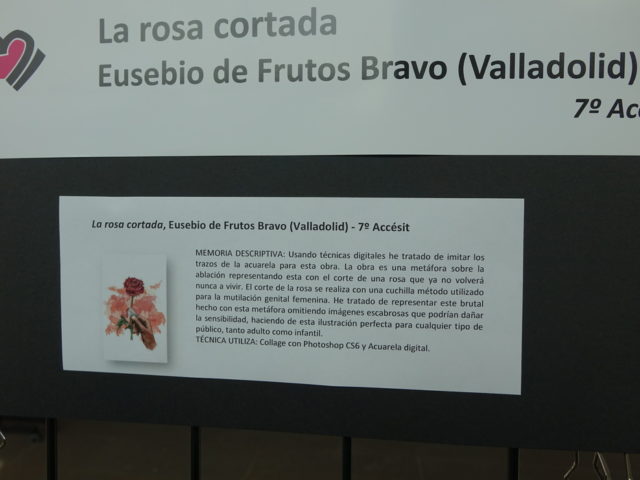 La rosa cortada
Eusebio de Frutos Bravo (Valladolid)
7º Acc
La rosa cortada, Eusebio de Frutos Bravo (Valladolid) - 7º Accésit
MEMORIA DESCRIPTIVA: Usando técnicas digitales he tratado de imitar los
trazos de la acuarela para esta obra. La obra es una metáfora sobre la
ablación representando esta con el corte de una rosa que ya no volverá
nunca a vivir. El corte de la rosa se realiza con una cuchilla método utilizado
para la mutilación genital femenina. He tratado de representar este brutal
hecho con esta metáfora omitiendo imágenes escabrosas que podrían dañar
la sensibilidad, haciendo de esta ilustración perfecta para cualquier tipo de
público, tanto adulto como infantil.
TÉCNICA UTILIZA: Collage con Photoshop CS6 y Acuarela digital.